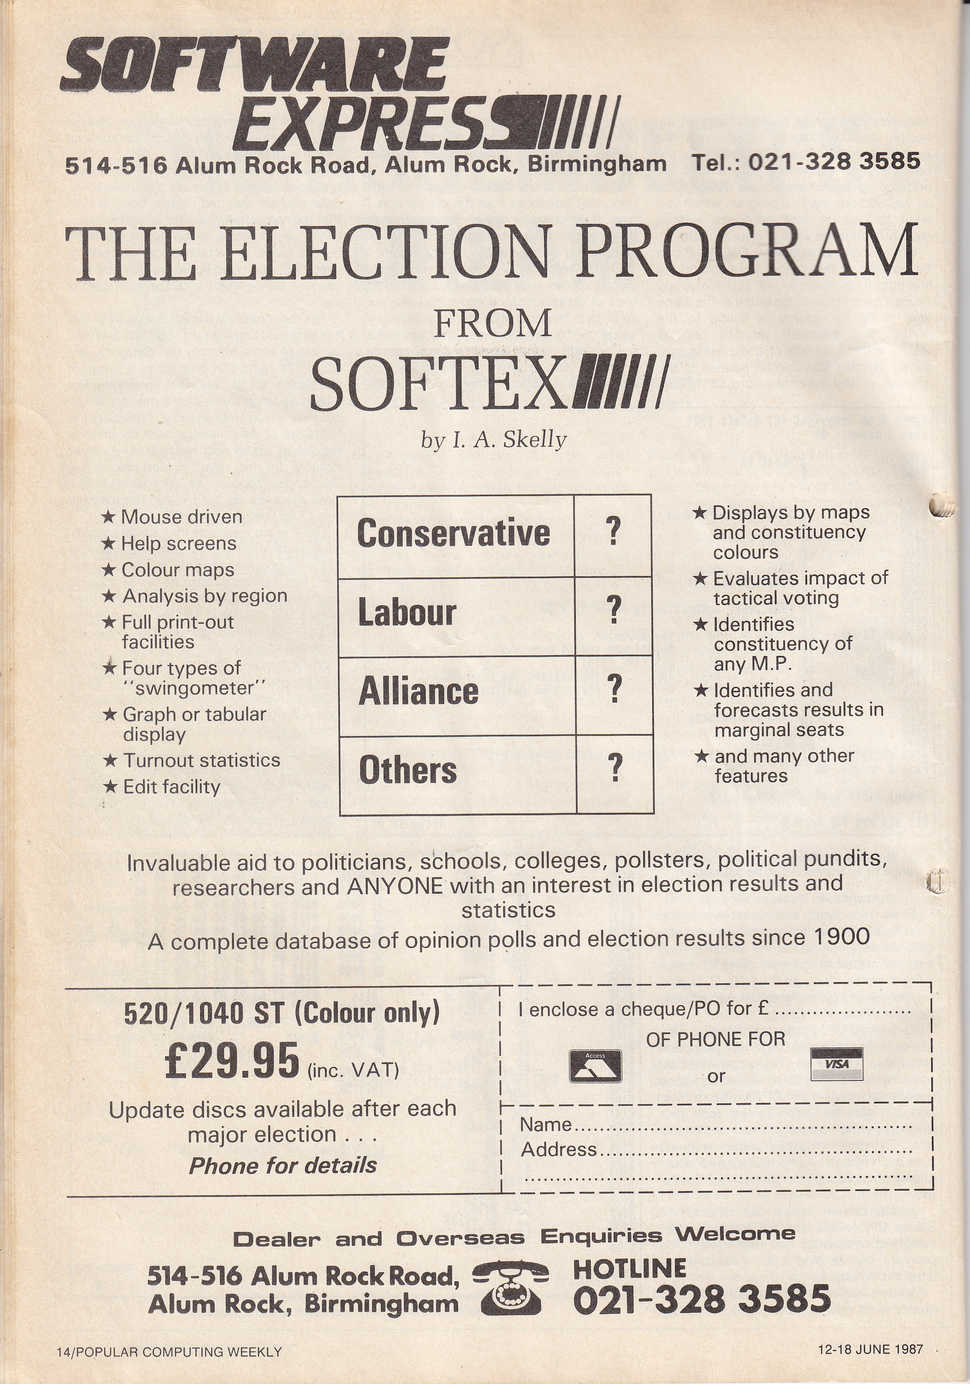 SOFTWARE
EXPRESS
514-516 Alum Rock Road, Alum Rock, Birmingham Tel.: 021-328 3585
THE ELECTION PROGRAM
FROM
SOFTEX
by I. A. Skelly
★ Mouse driven
★ Help screens
★ Colour maps
★ Analysis by region
★ Full print-out
facilities
★ Four types of
''swingometer''
★ Graph or tabular
display
★ Turnout statistics
★ Edit facility
Conservative ?
Labour ?
Alliance ?
Others ?
★ Displays by maps
and constituency
colours
★ Evaluates impact of
tactical voting
★ Identifies
constituency of
any M.P.
★ Identifies and
forecasts results in
marginal seats
★ and many other
features
Invaluable aid to politicians, schools, colleges, pollsters, political pundits,
researchers and ANYONE with an interest in election results and
statistics
A complete database of opinion polls and election results since 1900
520/1040 ST (Colour only)
£29.95 (inc. VAT)
Update discs available after each
major election . . .
Phone for details
I enclose a cheque/PO for £ ......................
OF PHONE FOR
Access
or
VISA
Name......................................................
Address..................................................
..............................................................
Dealer and Overseas Enquiries Welcome
514-516 Alum Rock Road,
Alum Rock, Birmingham
HOTLINE
021-328 3585
14/POPULAR COMPUTING WEEKLY
12-18 JUNE 1987